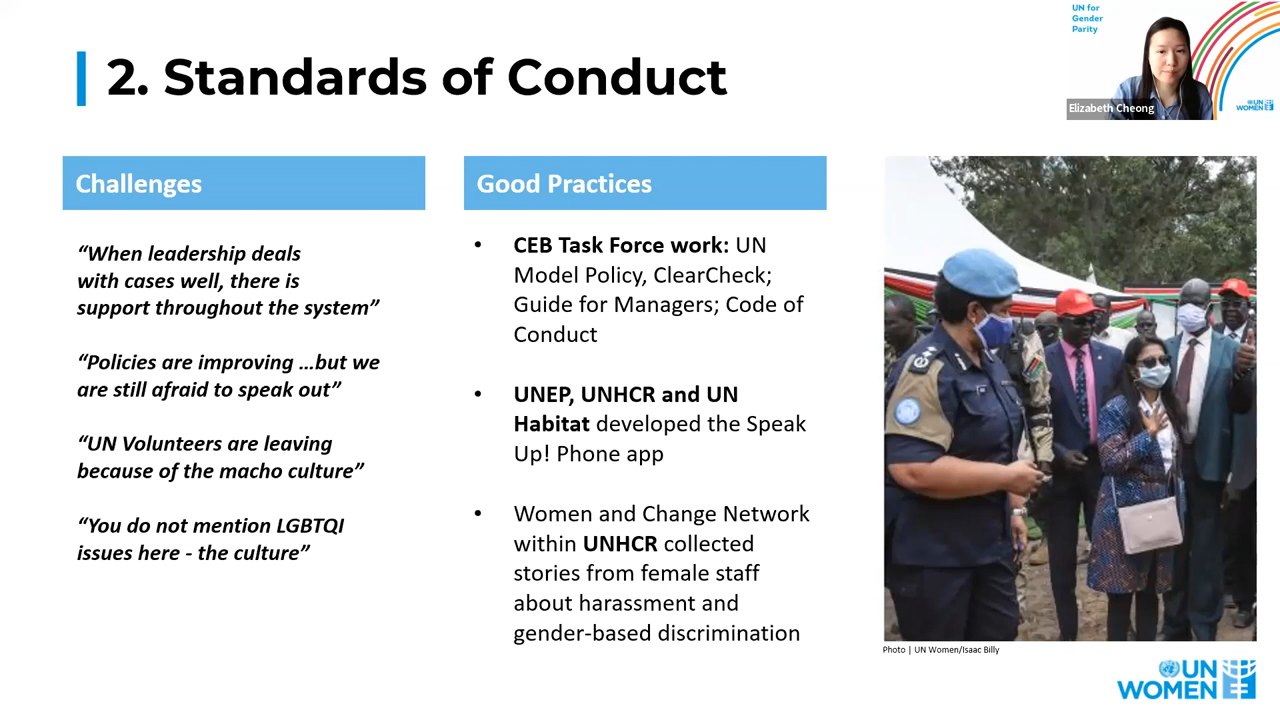 UN for
Gender
Parity
UN
WOMEN
Elizabeth Cheong
2. Standards of Conduct
Challenges
“When leadership deals
with cases well, there is
support throughout the system”
“Policies are improving …but we
are still afraid to speak out”
“UN Volunteers are leaving
because of the macho culture”
“You do not mention LGBTQI
issues here - the culture”
Good Practices
• CEB Task Force work: UN
Model Policy, ClearCheck;
Guide for Managers; Code of
Conduct
• UNEP, UNHCR and UN
Habitat developed the Speak
Up! Phone app
• Women and Change Network
within UNHCR collected
stories from female staff
about harassment and
gender-based discrimination
Photo | UN Women/Isaac Billy
UN
WOMEN